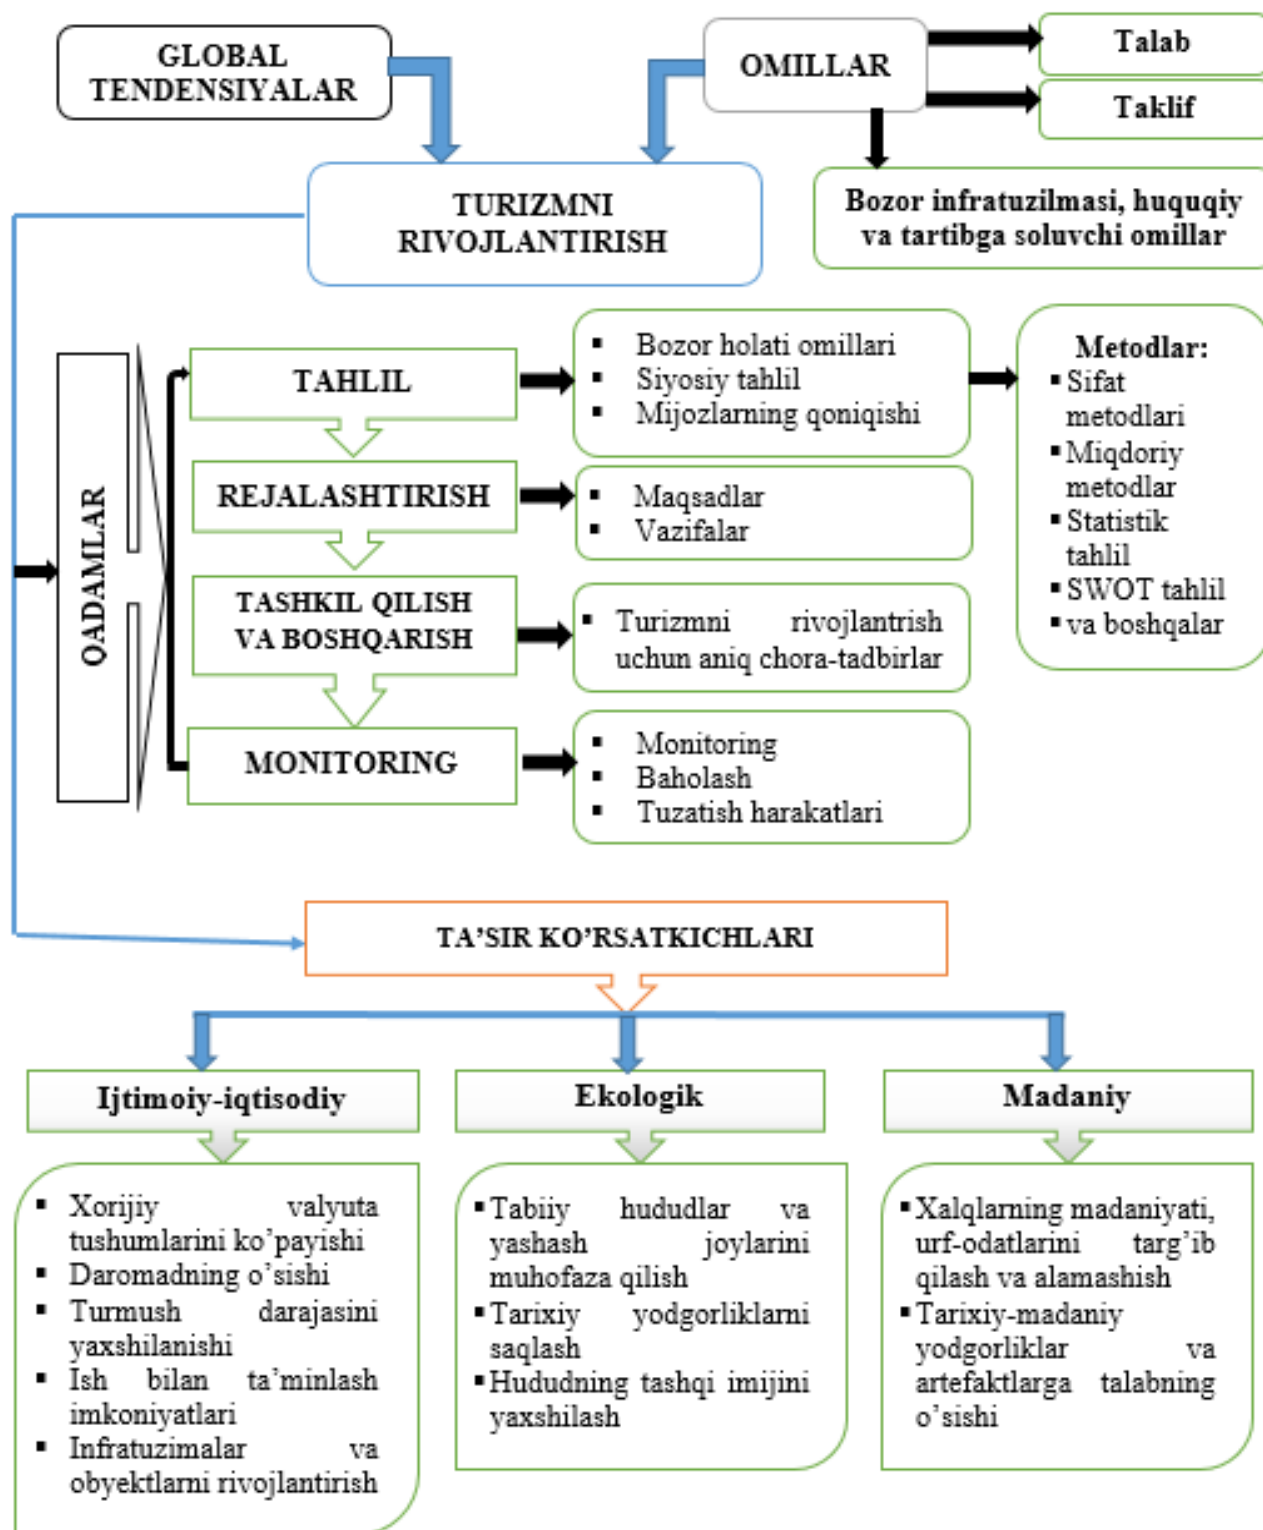 GLOBAL
TENDENSIYALAR
OMILLAR
Talab
Taklif
Bozor infratuzilmasi, huquqiy
va tartibga soluvchi omillar
TURIZMNI
RIVOJLANTIRISH
QADAMLAR
TAHLIL
▪ Bozor holati omillari
▪ Siyosiy tahlil
▪ Mijozlarning qoniqishi
Metodlar:
▪ Sifat
metodlari
▪ Miqdoriy
metodlar
▪ Statistik
tahlil
▪ SWOT tahlil
▪ va boshqalar
REJALASHTIRISH
▪ Maqsadlar
▪ Vazifalar
TASHKIL QILISH
VA BOSHQARISH
▪ Turizmni rivojlantrish
uchun aniq chora-tadbirlar
MONITORING
▪ Monitoring
▪ Baholash
▪ Tuzatish harakatlari
TA’SIR KO’RSATKICHLARI
Ijtimoiy-iqtisodiy
▪ Xorijiy valyuta
tushumlarini ko’payishi
▪ Daromadning o’sishi
▪ Turmush darajasini
yaxshilanishi
▪ Ish bilan ta’minlash
imkoniyatlari
▪ Infratuzimalar va
obyektlarni rivojlantirish
Ekologik
▪ Tabiiy hududlar va
yashash joylarini
muhofaza qilish
▪ Tarixiy yodgorliklarni
saqlash
▪ Hududning tashqi imijini
yaxshilash
Madaniy
▪ Xalqlarning madaniyati,
urf-odatlarini targ’ib
qilash va alamashish
▪ Tarixiy-madaniy
yodgorliklar va
artefaktlarga talabning
o’sishi